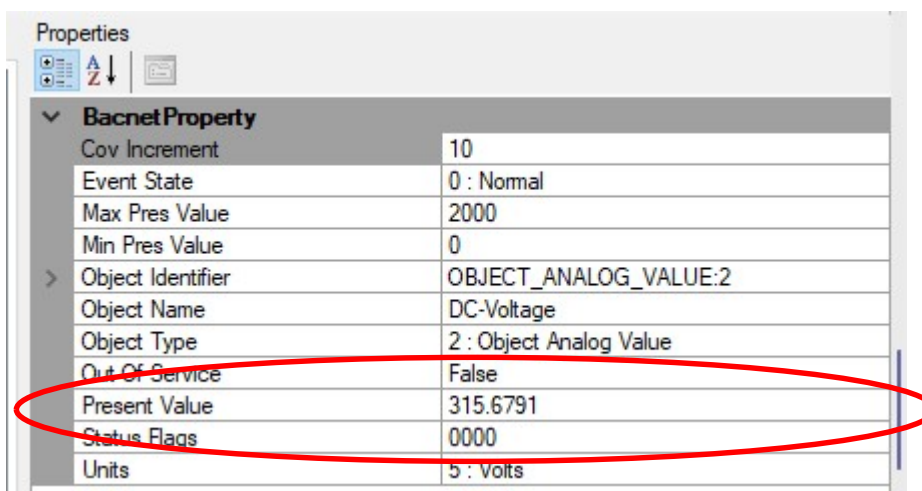 Properties
BacnetProperty
Cov Increment 10
Event State 0 : Normal
Max Pres Value 2000
Min Pres Value 0
Object Identifier OBJECT_ANALOG_VALUE:2
Object Name DC-Voltage
Object Type 2 : Object Analog Value
Out Of Service False
Present Value 315.6791
Status Flags 0000
Units 5 : Volts